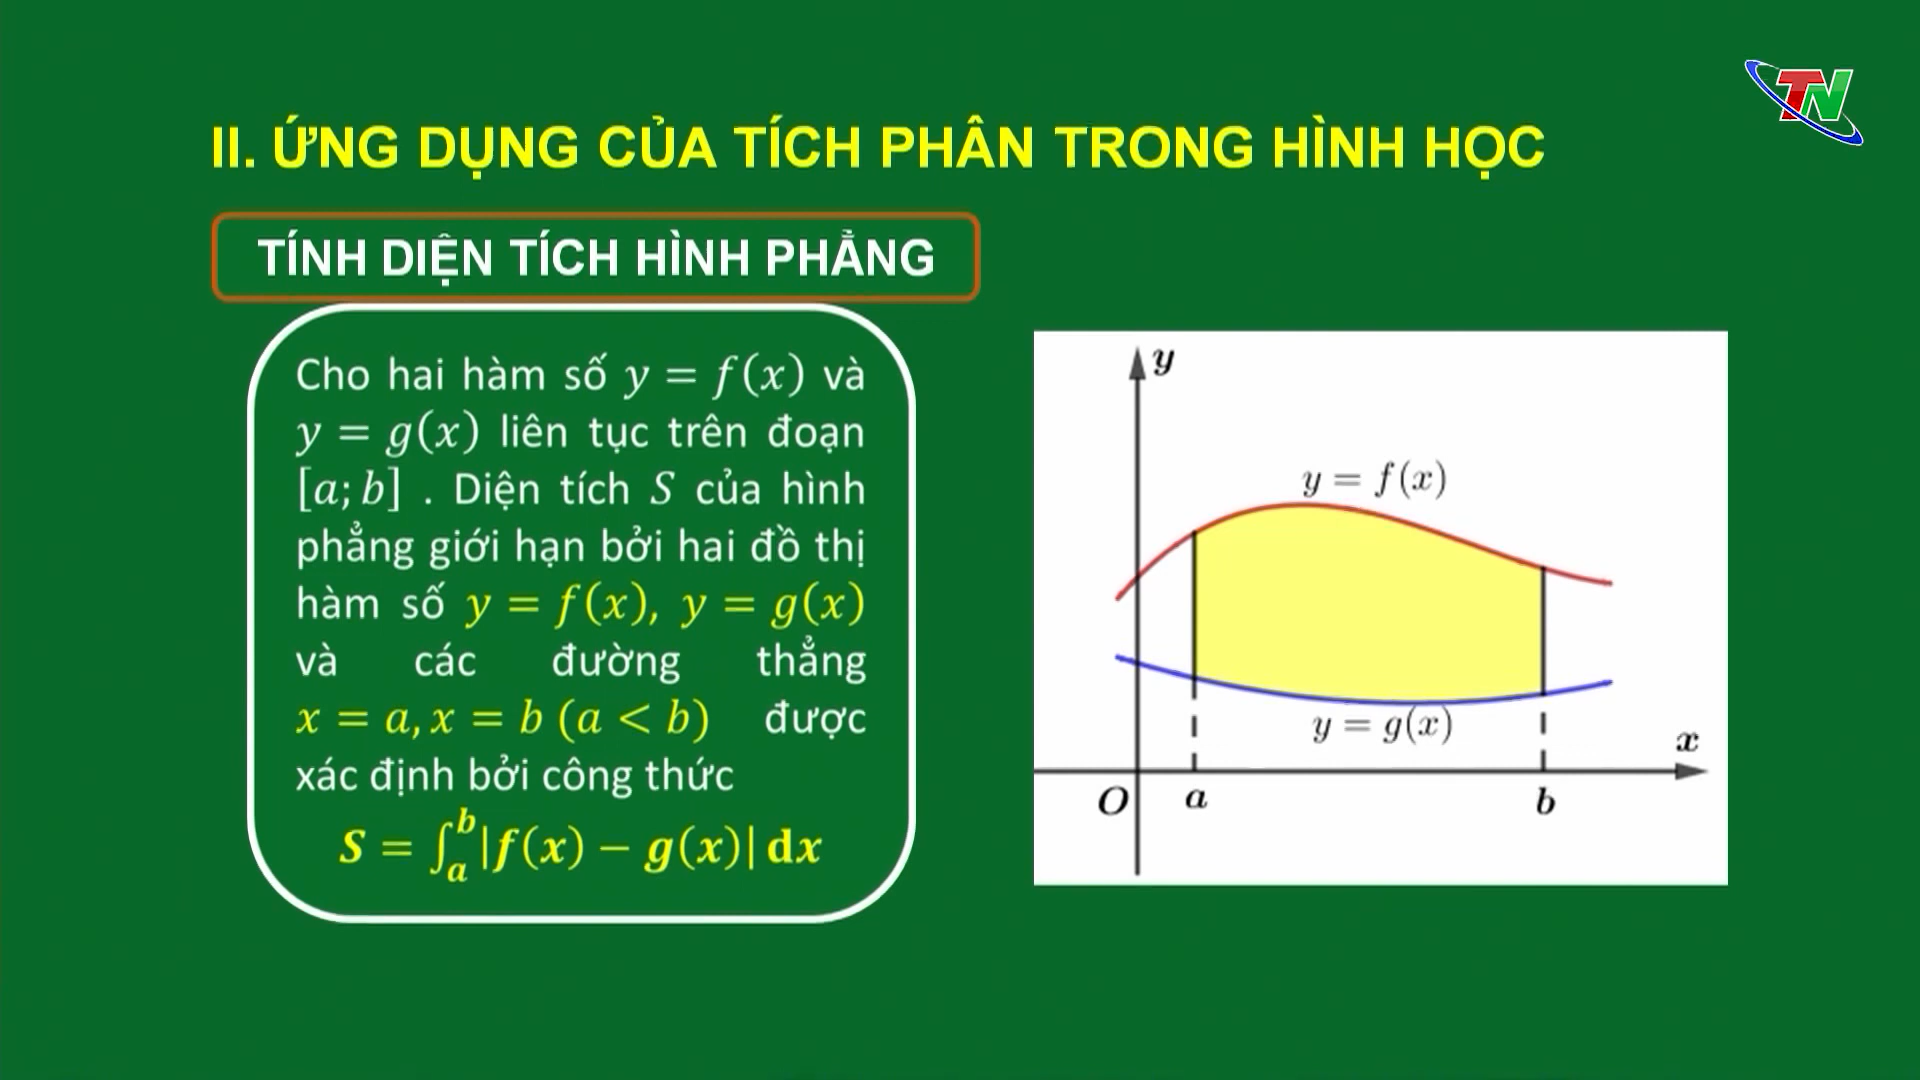 TN
II. ỨNG DỤNG CỦA TÍCH PHÂN TRONG HÌNH HỌC
TÍNH DIỆN TÍCH HÌNH PHẲNG
Cho hai hàm số y = f(x) và
y = g(x) liên tục trên đoạn
[a; b] . Diện tích S của hình
phẳng giới hạn bởi hai đồ thị
hàm số y = f(x), y = g(x)
và các đường thẳng
x = a, x = b (a < b) được
xác định bởi công thức
S = ∫ₐᵇ|f(x) − g(x)| dx
y
y = f(x)
y = g(x)
x
O a b